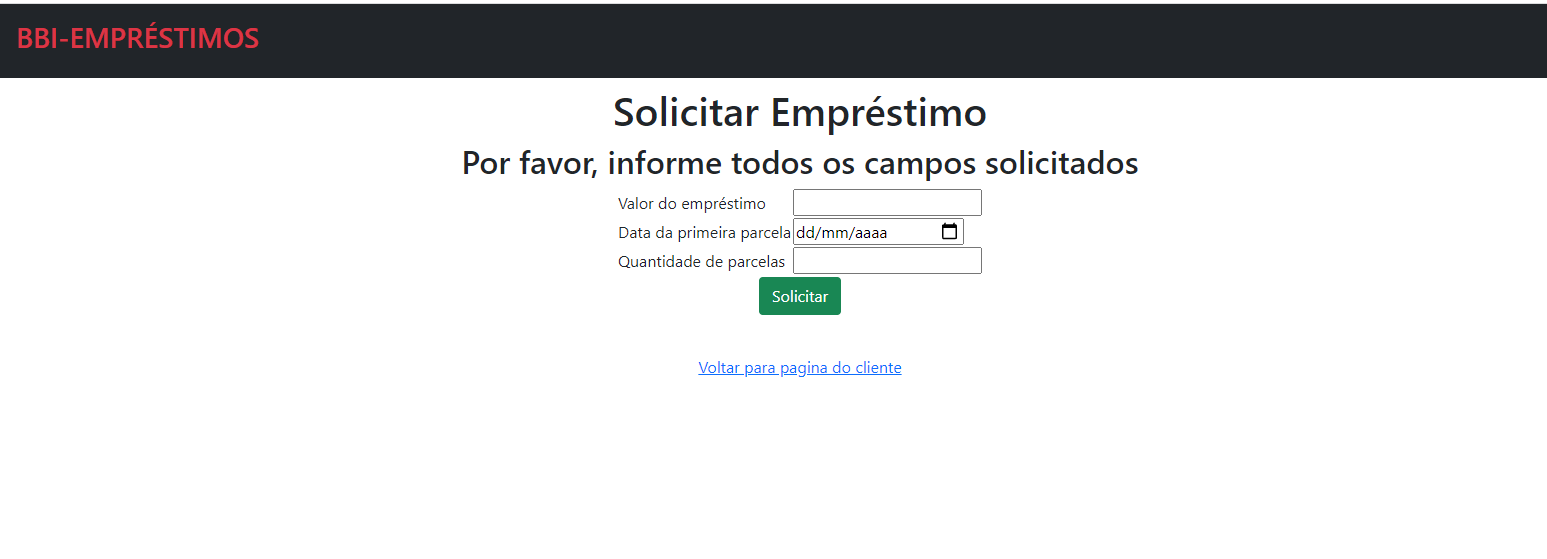 BBI-EMPRÉSTIMOS
Solicitar Empréstimo
Por favor, informe todos os campos solicitados
Valor do empréstimo
Data da primeira parcela dd/mm/aaaa
Quantidade de parcelas
Solicitar
Voltar para pagina do cliente